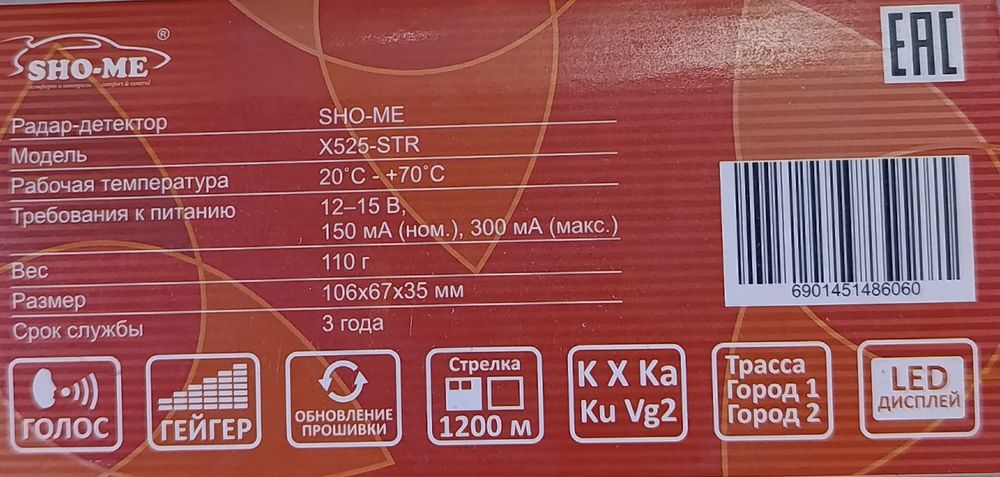 SHO-ME ®
комфорт и контроль comfort & control
EAC
Радар-детектор SHO-ME
Модель X525-STR
Рабочая температура 20˚C - +70˚C
Требования к питанию 12–15 В,
150 мА (ном.), 300 мА (макс.)
Вес 110 г
Размер 106x67x35 мм
Срок службы 3 года
6901451486060
ГОЛОС
ГЕЙГЕР
ОБНОВЛЕНИЕ
ПРОШИВКИ
Стрелка
1200 м
K X Ka
Ku Vg2
Трасса
Город 1
Город 2
LED
ДИСПЛЕЙ